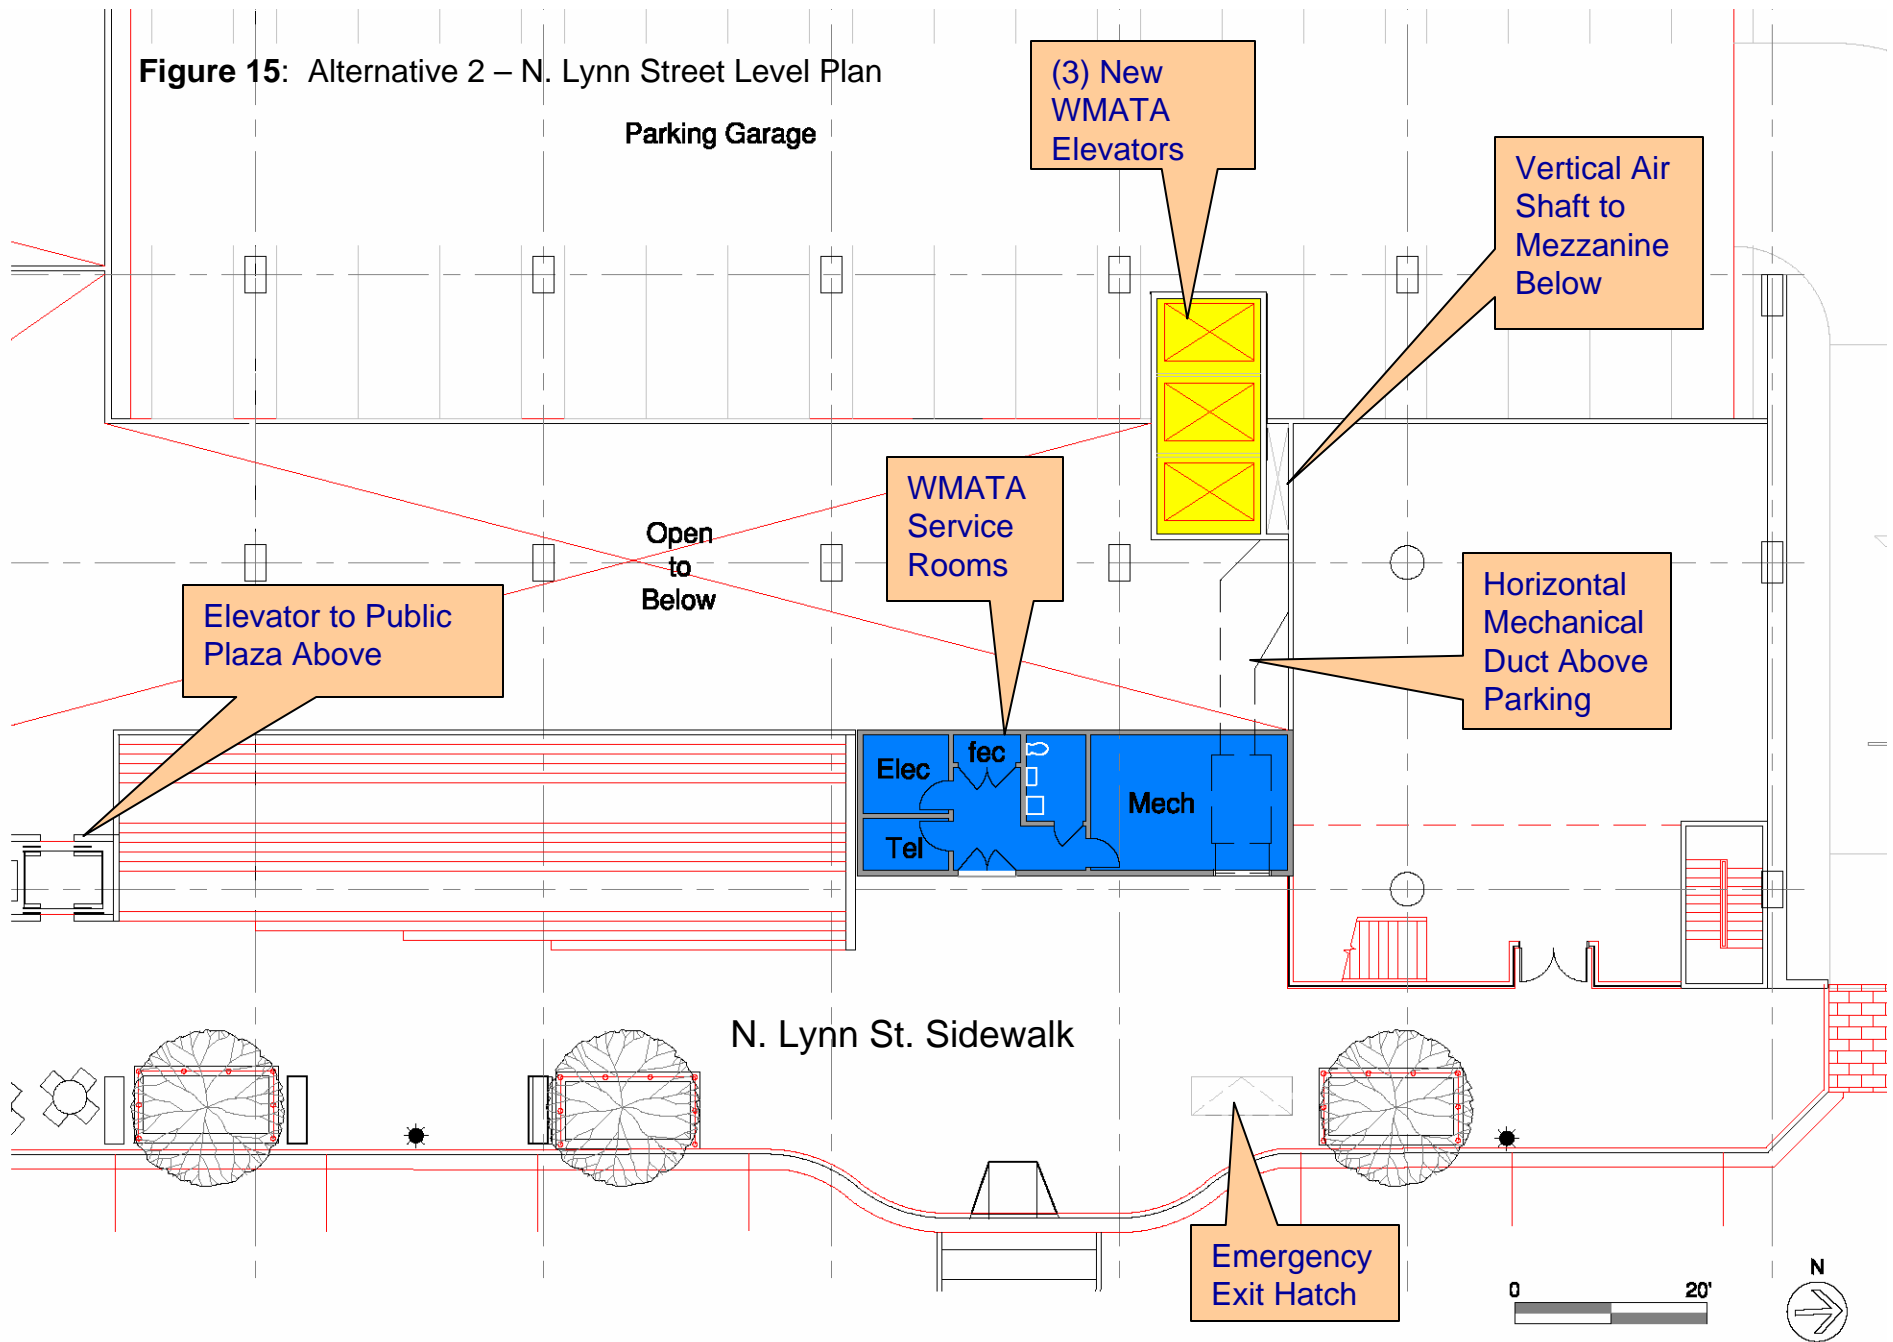 Figure 15: Alternative 2 – N. Lynn Street Level Plan
Parking Garage
(3) New
WMATA
Elevators
Vertical Air
Shaft to
Mezzanine
Below
WMATA
Service
Rooms
Open
to
Below
Elevator to Public
Plaza Above
Horizontal
Mechanical
Duct Above
Parking
Elec
fec
Mech
Tel
N. Lynn St. Sidewalk
Emergency
Exit Hatch
0 20'
N